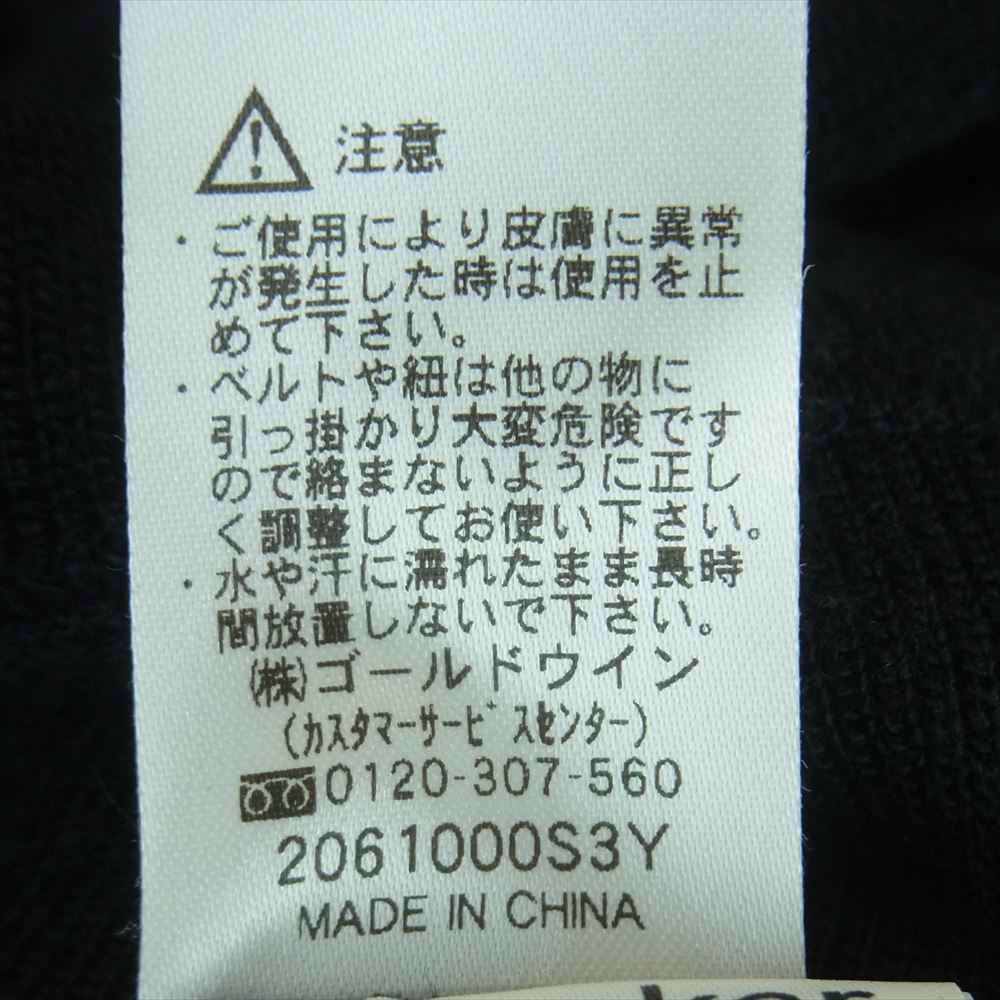 注意
・ご使用により皮膚に異常
が発生した時は使用を止
めて下さい。
・ベルトや紐は他の物に
引っ掛かり大変危険です
ので絡まないように正し
く調整してお使い下さい。
・水や汗に濡れたまま長時
間放置しないで下さい。
(株)ゴールドウイン
(カスタマーサービスセンター)
0120-307-560
2061000S3Y
MADE IN CHINA